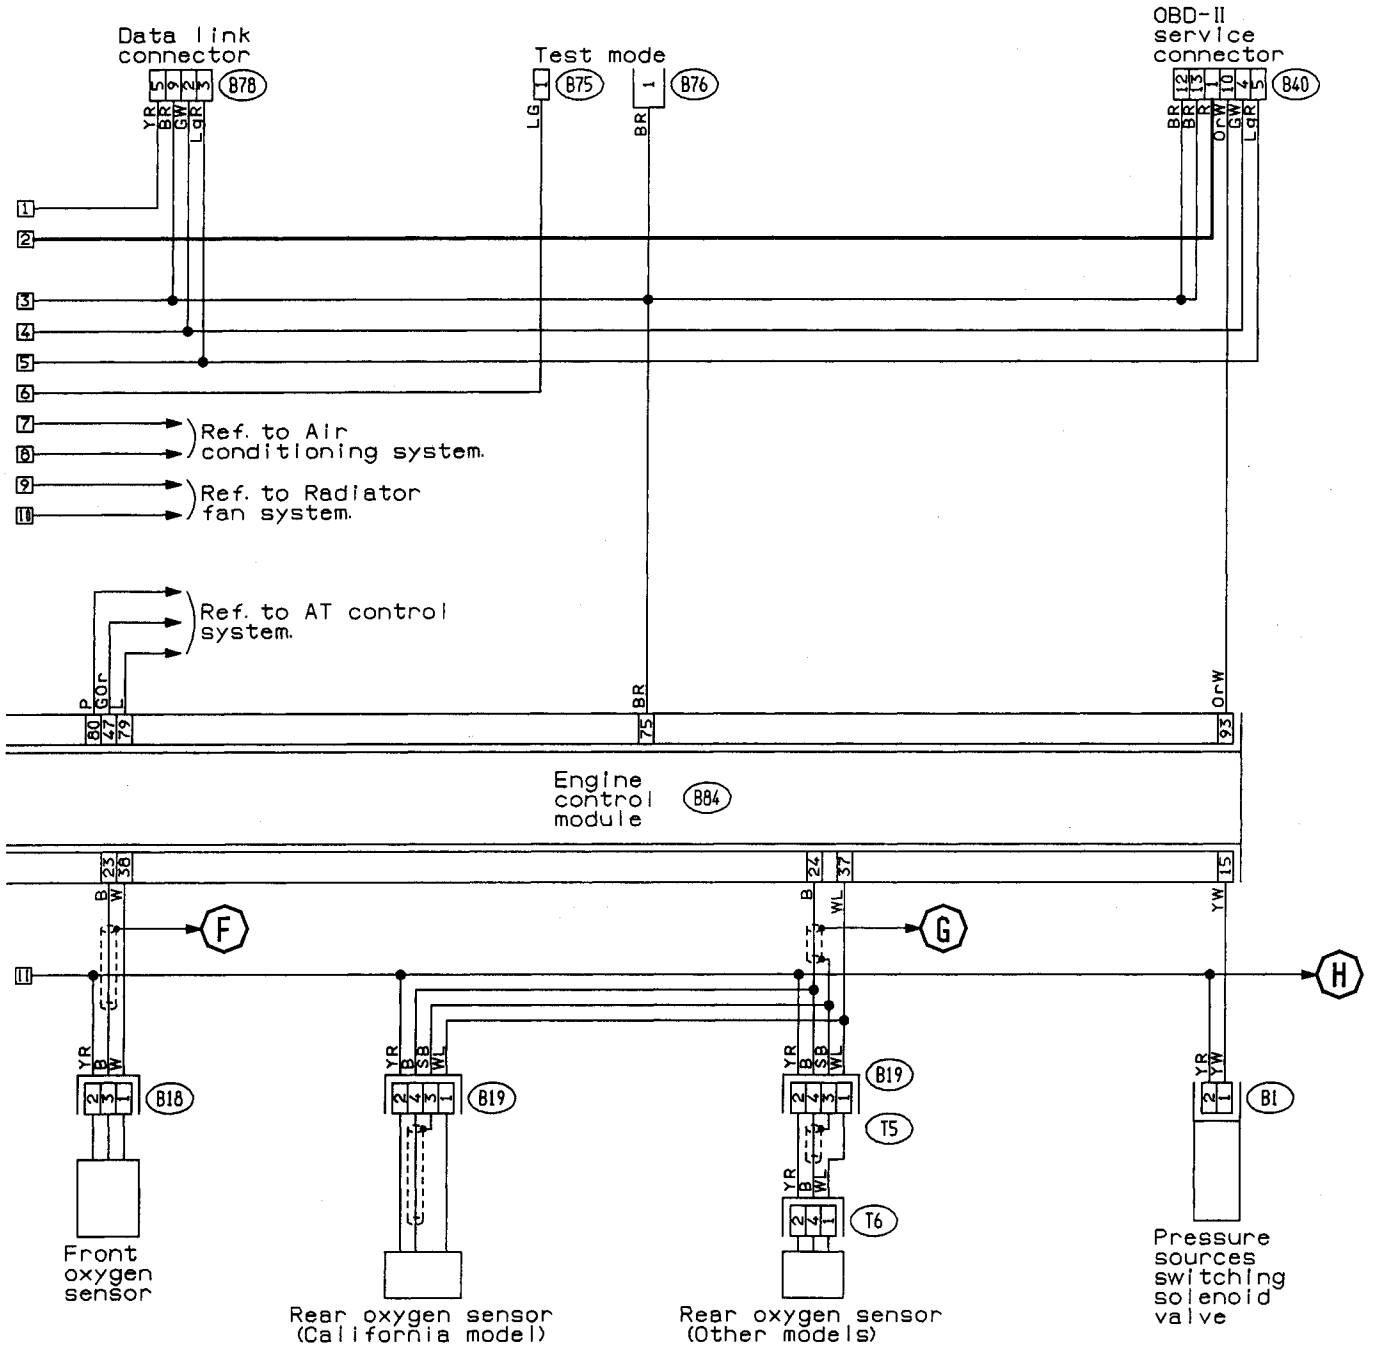 Data link
connector
5 9 2 3
B78
YR BR GW LgR
Test mode
1
B75
LG
1
B76
BR
OBD-II
service
connector
12 13 1 10 4 5
B40
BR BR R OrW GW LgR
1
2
3
4
5
6
7
8
Ref. to Air
conditioning system.
9
10
Ref. to Radiator
fan system.
Ref. to AT control
system.
P GOr L
BR
OrW
80 47 79
75
93
Engine
control
module
B84
23 38
24 37
15
B W
B WL
YW
F
G
11
H
YR B W
YR B SB WL
YR B SB WL
YR YW
2 3 1
B18
2 4 3 1
B19
2 4 3 1
B19
2 1
B1
T5
YR B WL
2 4 1
T6
Front
oxygen
sensor
Rear oxygen sensor
(California model)
Rear oxygen sensor
(Other models)
Pressure
sources
switching
solenoid
valve